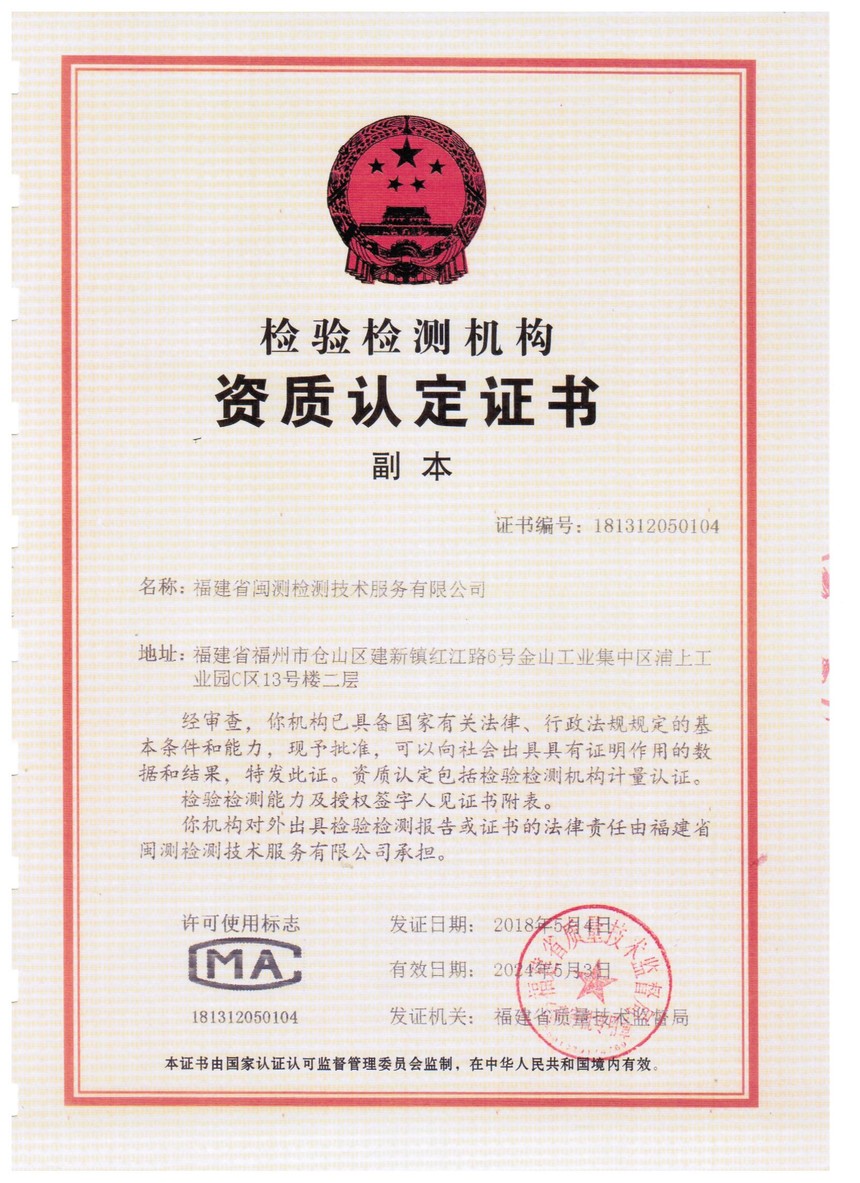 检验检测机构
资质认定证书
副本
证书编号：181312050104
名称：福建省闽测检测技术服务有限公司
地址：福建省福州市仓山区建新镇红江路6号金山工业集中区浦上工
业园C区13号楼二层
经审查，你机构已具备国家有关法律、行政法规规定的基
本条件和能力，现予批准，可以向社会出具具有证明作用的数
据和结果，特发此证。资质认定包括检验检测机构计量认证。
检验检测能力及授权签字人见证书附表。
你机构对外出具检验检测报告或证书的法律责任由福建省
闽测检测技术服务有限公司承担。
许可使用标志
MA
181312050104
发证日期：2018年5月4日
有效日期：2024年5月3日
发证机关：福建省质量技术监督局
福建省质量技术监督局
本证书由国家认证认可监督管理委员会监制，在中华人民共和国境内有效。